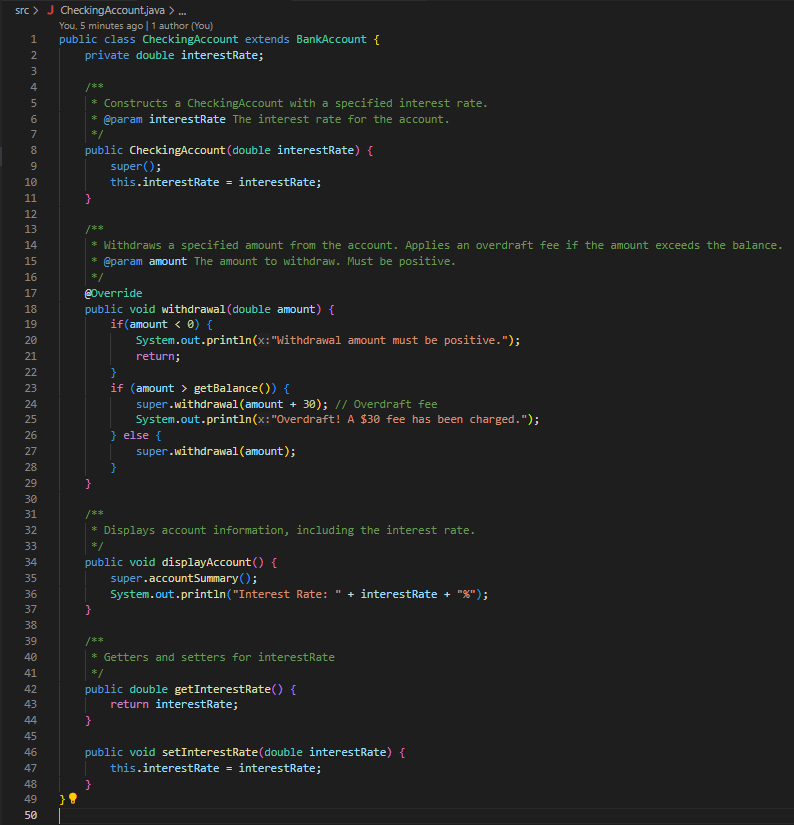 src > J CheckingAccount.java > ...
You, 5 minutes ago | 1 author (You)
1 public class CheckingAccount extends BankAccount {
2     private double interestRate;
3
4     /**
5      * Constructs a CheckingAccount with a specified interest rate.
6      * @param interestRate The interest rate for the account.
7      */
8     public CheckingAccount(double interestRate) {
9         super();
10         this.interestRate = interestRate;
11     }
12
13     /**
14      * Withdraws a specified amount from the account. Applies an overdraft fee if the amount exceeds the balance.
15      * @param amount The amount to withdraw. Must be positive.
16      */
17     @Override
18     public void withdrawal(double amount) {
19         if(amount < 0) {
20             System.out.println(x:"Withdrawal amount must be positive.");
21             return;
22         }
23         if (amount > getBalance()) {
24             super.withdrawal(amount + 30); // Overdraft fee
25             System.out.println(x:"Overdraft! A $30 fee has been charged.");
26         } else {
27             super.withdrawal(amount);
28         }
29     }
30
31     /**
32      * Displays account information, including the interest rate.
33      */
34     public void displayAccount() {
35         super.accountSummary();
36         System.out.println("Interest Rate: " + interestRate + "%");
37     }
38
39     /**
40      * Getters and setters for interestRate
41      */
42     public double getInterestRate() {
43         return interestRate;
44     }
45
46     public void setInterestRate(double interestRate) {
47         this.interestRate = interestRate;
48     }
49 }
50